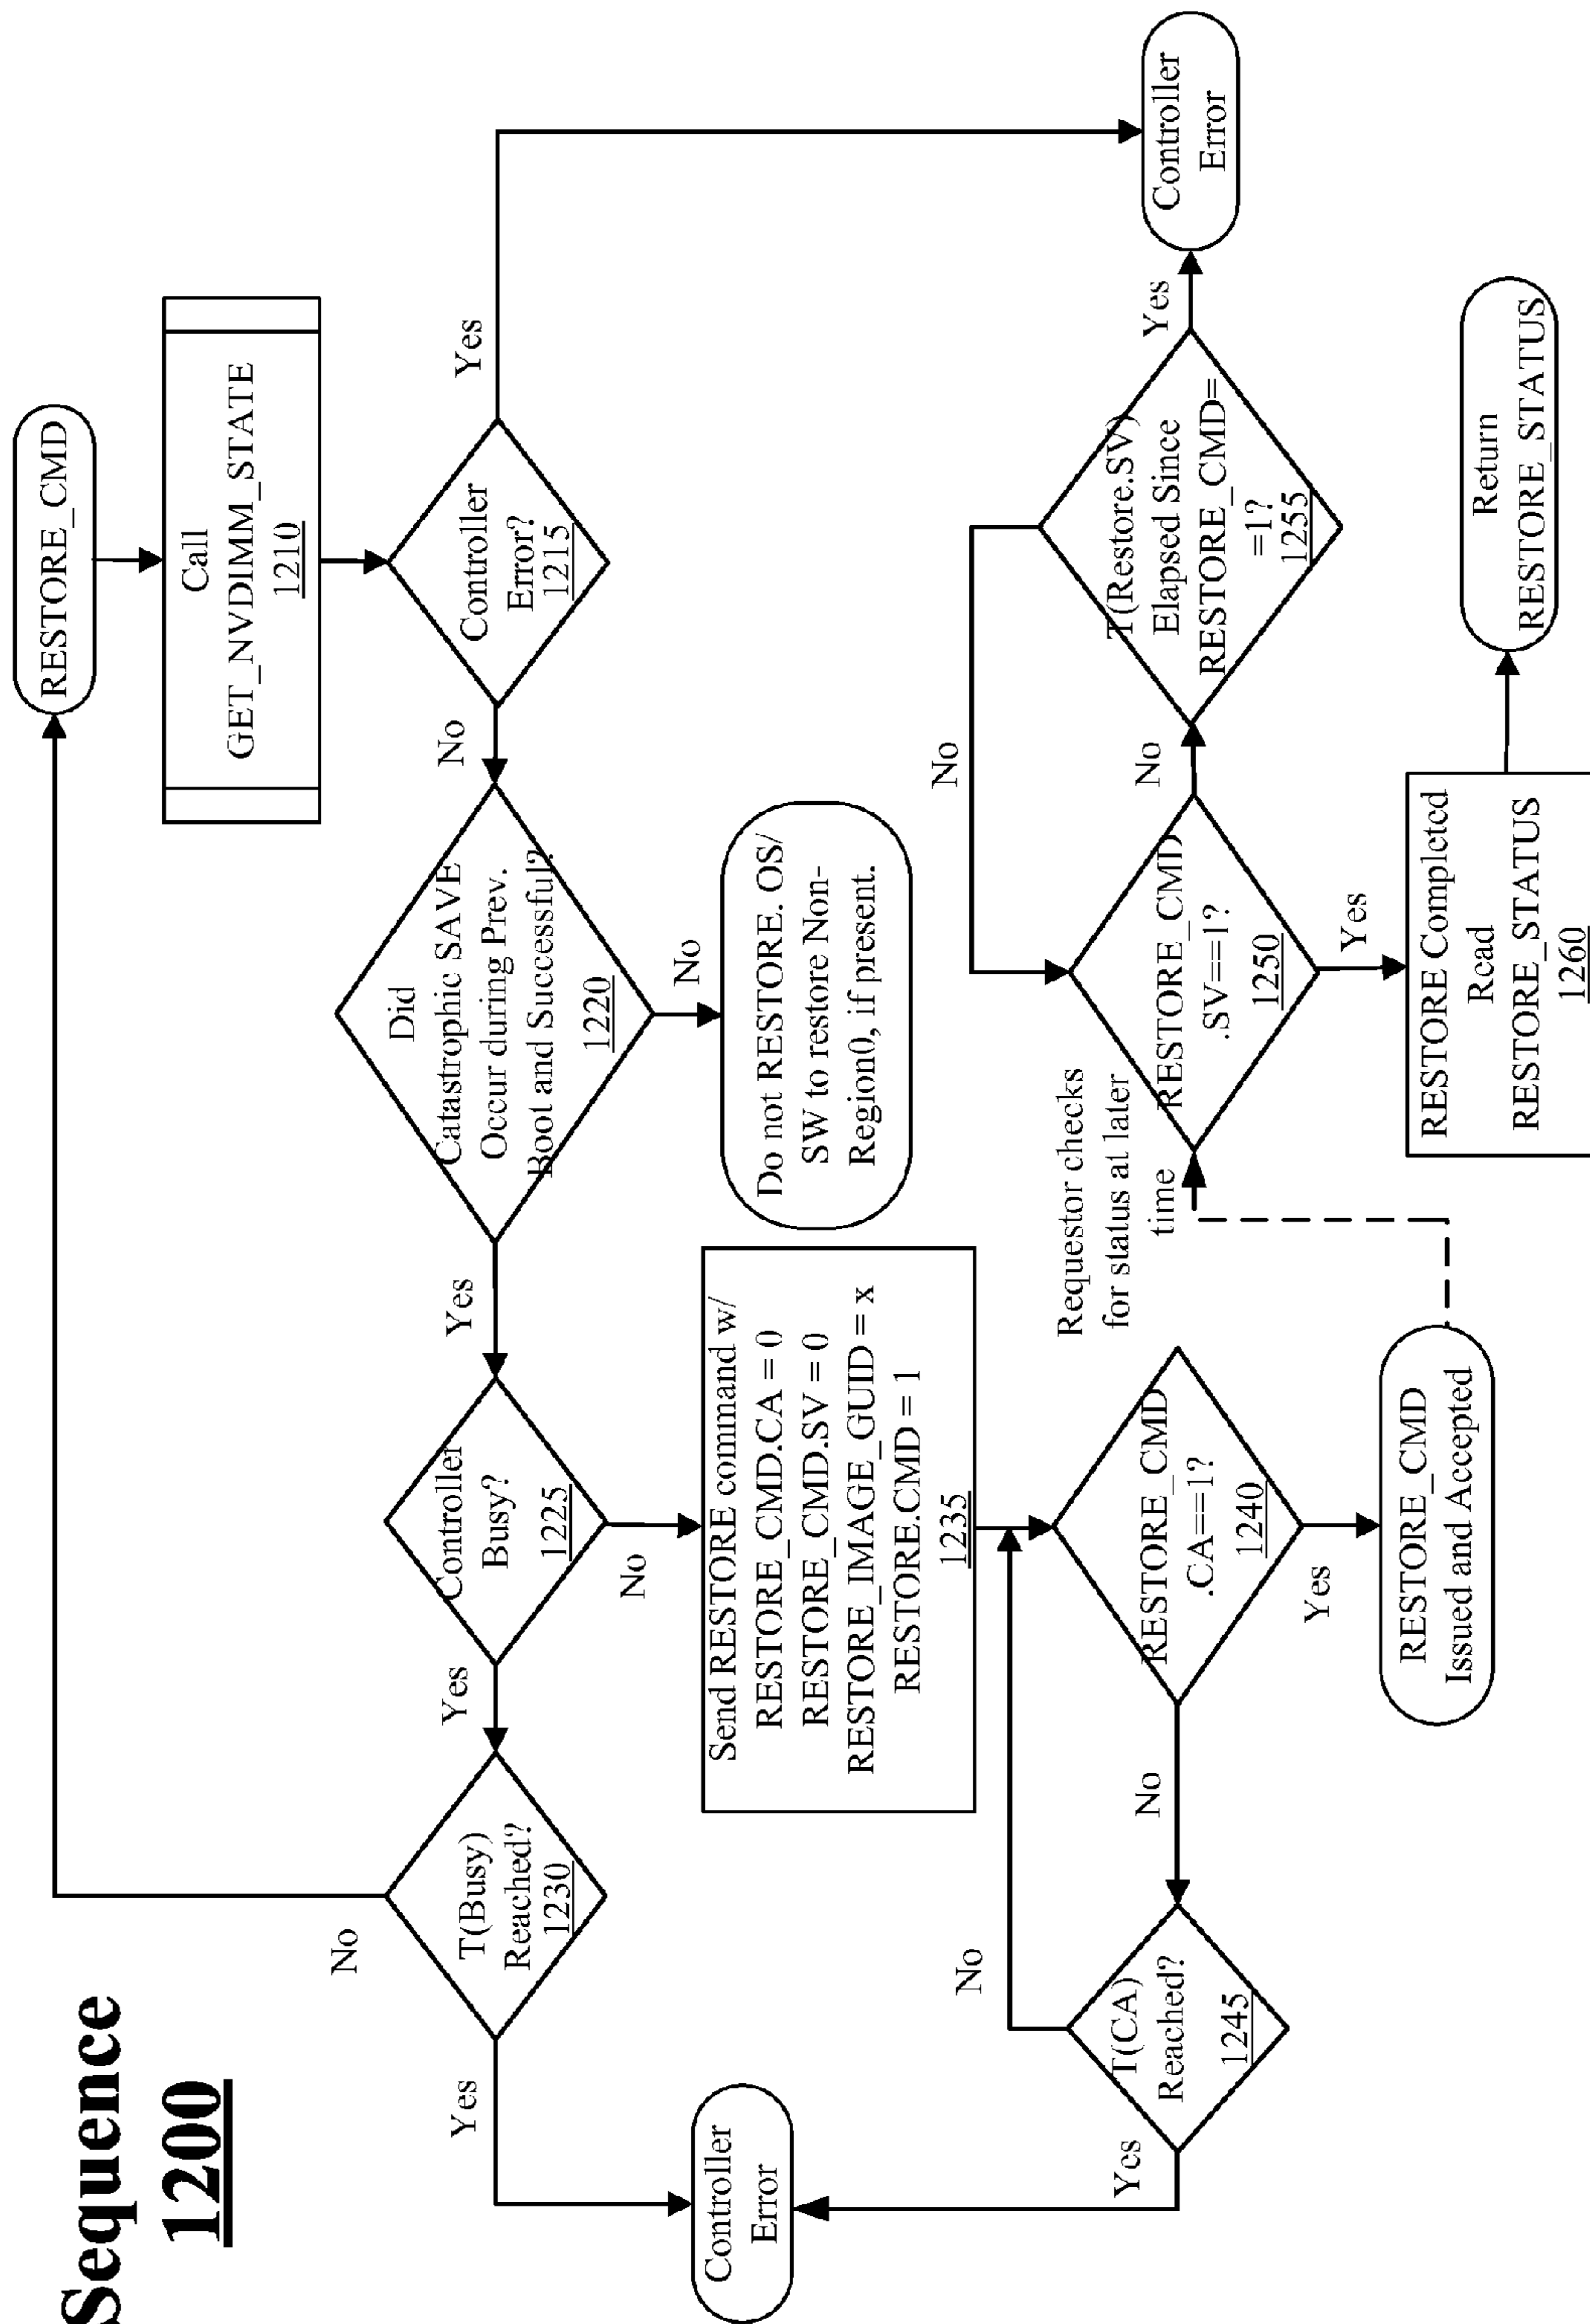 Sequence
1200
RESTORE_CMD
Call
GET_NVDIMM_STATE
1210
Controller
Error?
1215
Yes
No
Did
Catastrophic SAVE
Occur during Prev.
Boot and Successful?
1220
No
Do not RESTORE. OS/
SW to restore Non-
Region0, if present.
Yes
Controller
Busy?
1225
Yes
No
T(Busy)
Reached?
1230
No
Yes
Controller
Error
Send RESTORE command w/
RESTORE_CMD.CA = 0
RESTORE_CMD.SV = 0
RESTORE_IMAGE_GUID = x
RESTORE.CMD = 1
1235
RESTORE_CMD
.CA==1?
1240
No
Yes
T(CA)
Reached?
1245
No
Yes
RESTORE_CMD
Issued and Accepted
Requestor checks
for status at later
time
RESTORE_CMD
.SV==1?
1250
No
Yes
T(Restore.SV)
Elapsed Since
RESTORE_CMD=
=1?
1255
No
Yes
Controller
Error
RESTORE Completed
Read
RESTORE_STATUS
1260
Return
RESTORE_STATUS